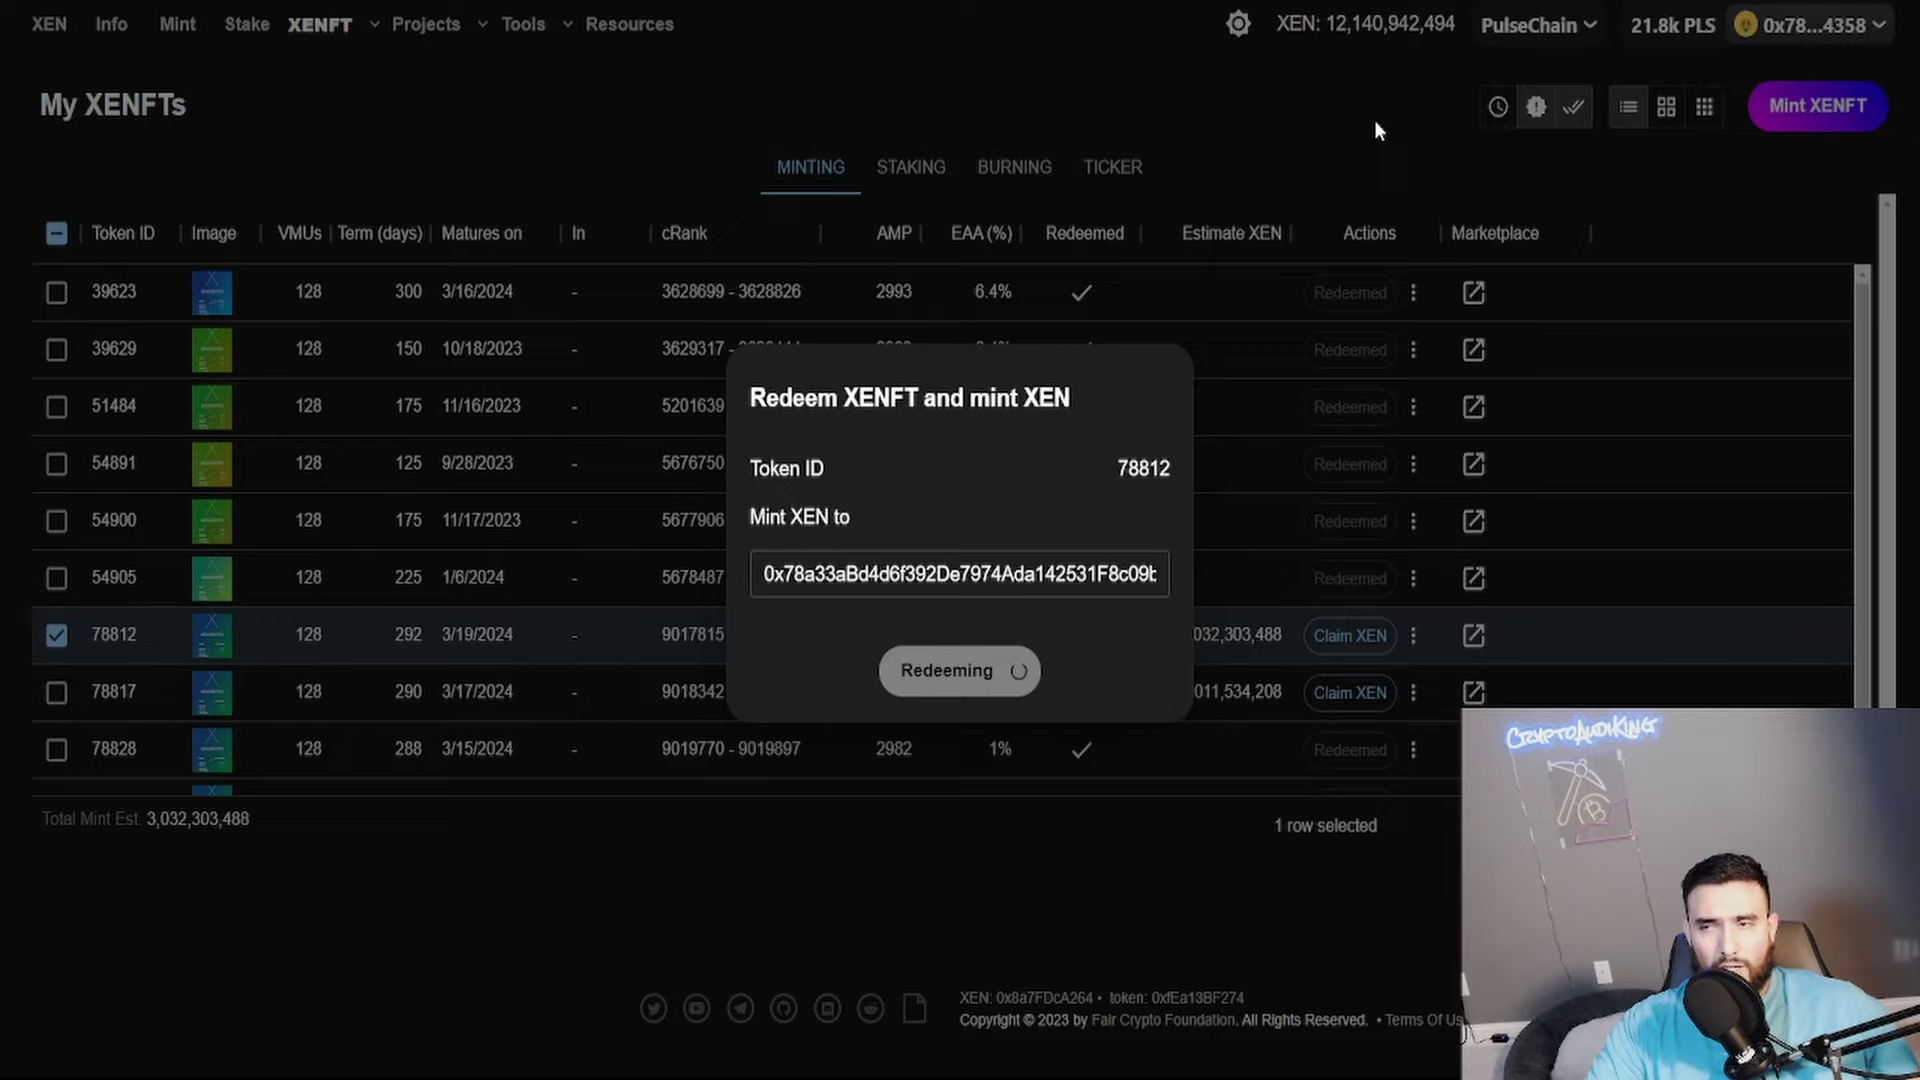 XEN Info Mint Stake XENFT Projects Tools Resources XEN: 12,140,942,494 PulseChain 21.8k PLS 0x78...4358
My XENFTs Mint XENFT
MINTING STAKING BURNING TICKER
Token ID Image VMUs Term (days) Matures on In cRank AMP EAA (%) Redeemed Estimate XEN Actions Marketplace
39623 128 300 3/16/2024 - 3628699 - 3628826 2993 6.4% Redeemed
39629 128 150 10/18/2023 - 3629317 - Redeemed
51484 128 175 11/16/2023 - 5201639 Redeemed
54891 128 125 9/28/2023 - 5676750 Redeemed
54900 128 175 11/17/2023 - 5677906 Redeemed
54905 128 225 1/6/2024 - 5678487 Redeemed
78812 128 292 3/19/2024 - 9017815 032,303,488 Claim XEN
78817 128 290 3/17/2024 - 9018342 011,534,208 Claim XEN
78828 128 288 3/15/2024 - 9019770 - 9019897 2982 1% Redeemed
Redeem XENFT and mint XEN
Token ID 78812
Mint XEN to
0x78a33aBd4d6f392De7974Ada142531F8c09b
Redeeming
Total Mint Est. 3,032,303,488 1 row selected
CRYPTOAUDIKING
XEN: 0x8a7FDcA264 • token: 0xfEa13BF274
Copyright © 2023 by Fair Crypto Foundation. All Rights Reserved. • Terms Of Us